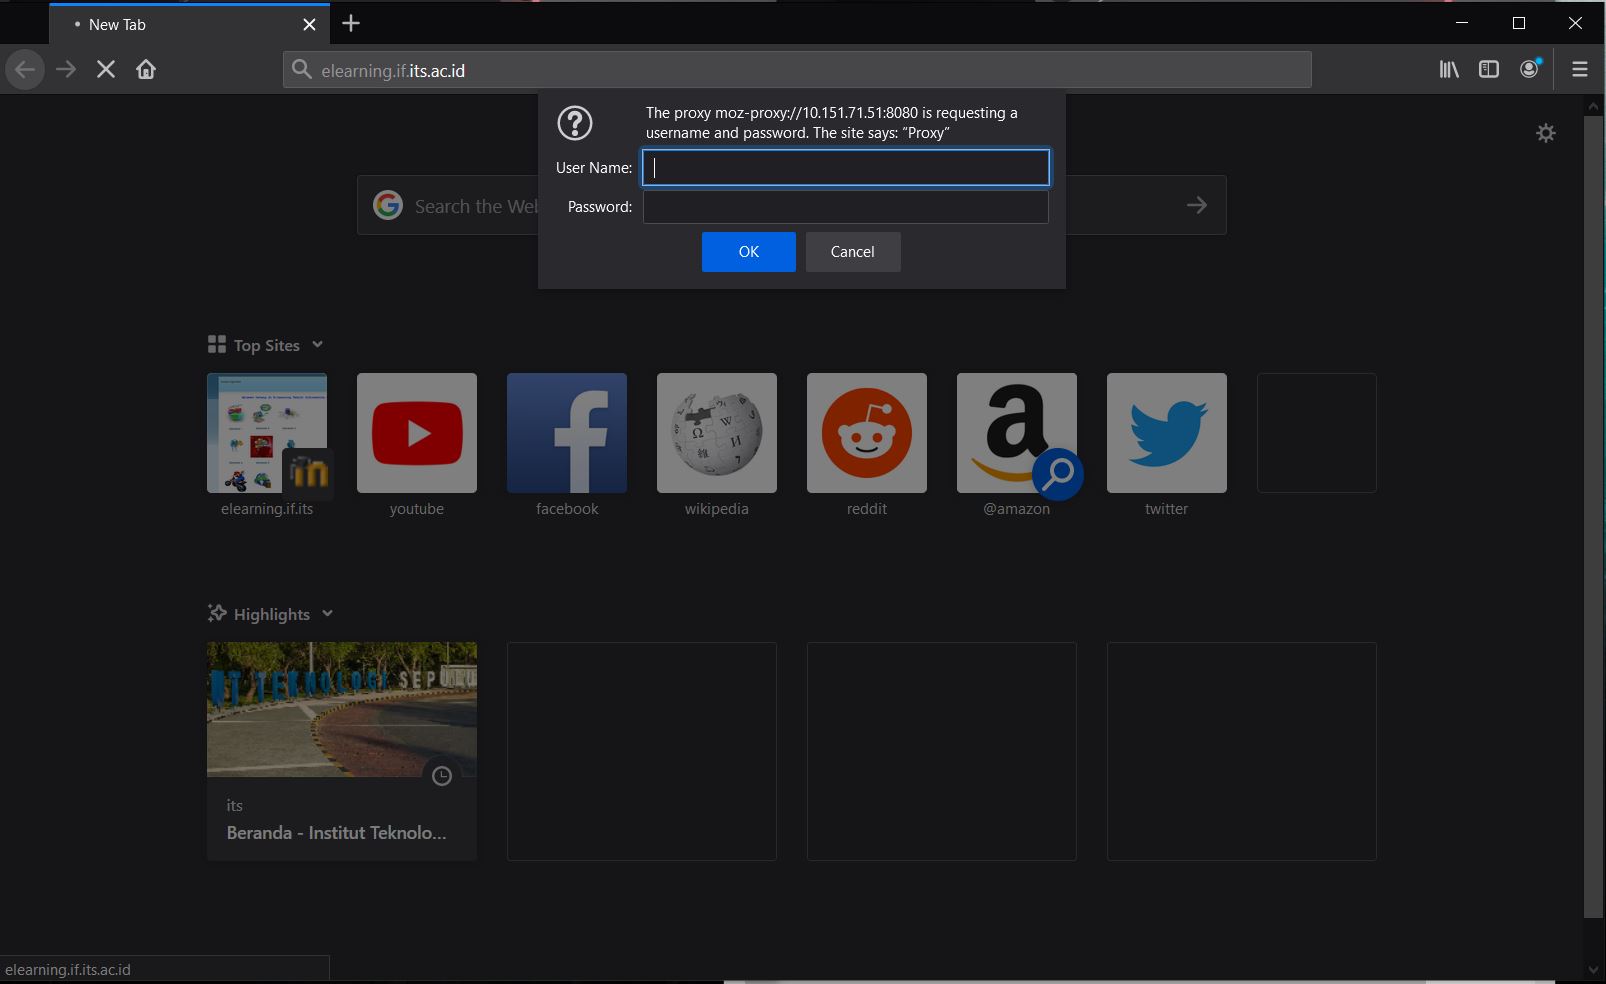 New Tab
elearning.if.its.ac.id
The proxy moz-proxy://10.151.71.51:8080 is requesting a
username and password. The site says: “Proxy”
User Name:
Password:
OK
Cancel
Search the Web
Top Sites
elearning.if.its
youtube
facebook
wikipedia
reddit
@amazon
twitter
Highlights
TEKNOLOGI SEPULU
its
Beranda - Institut Teknolo...
elearning.if.its.ac.id